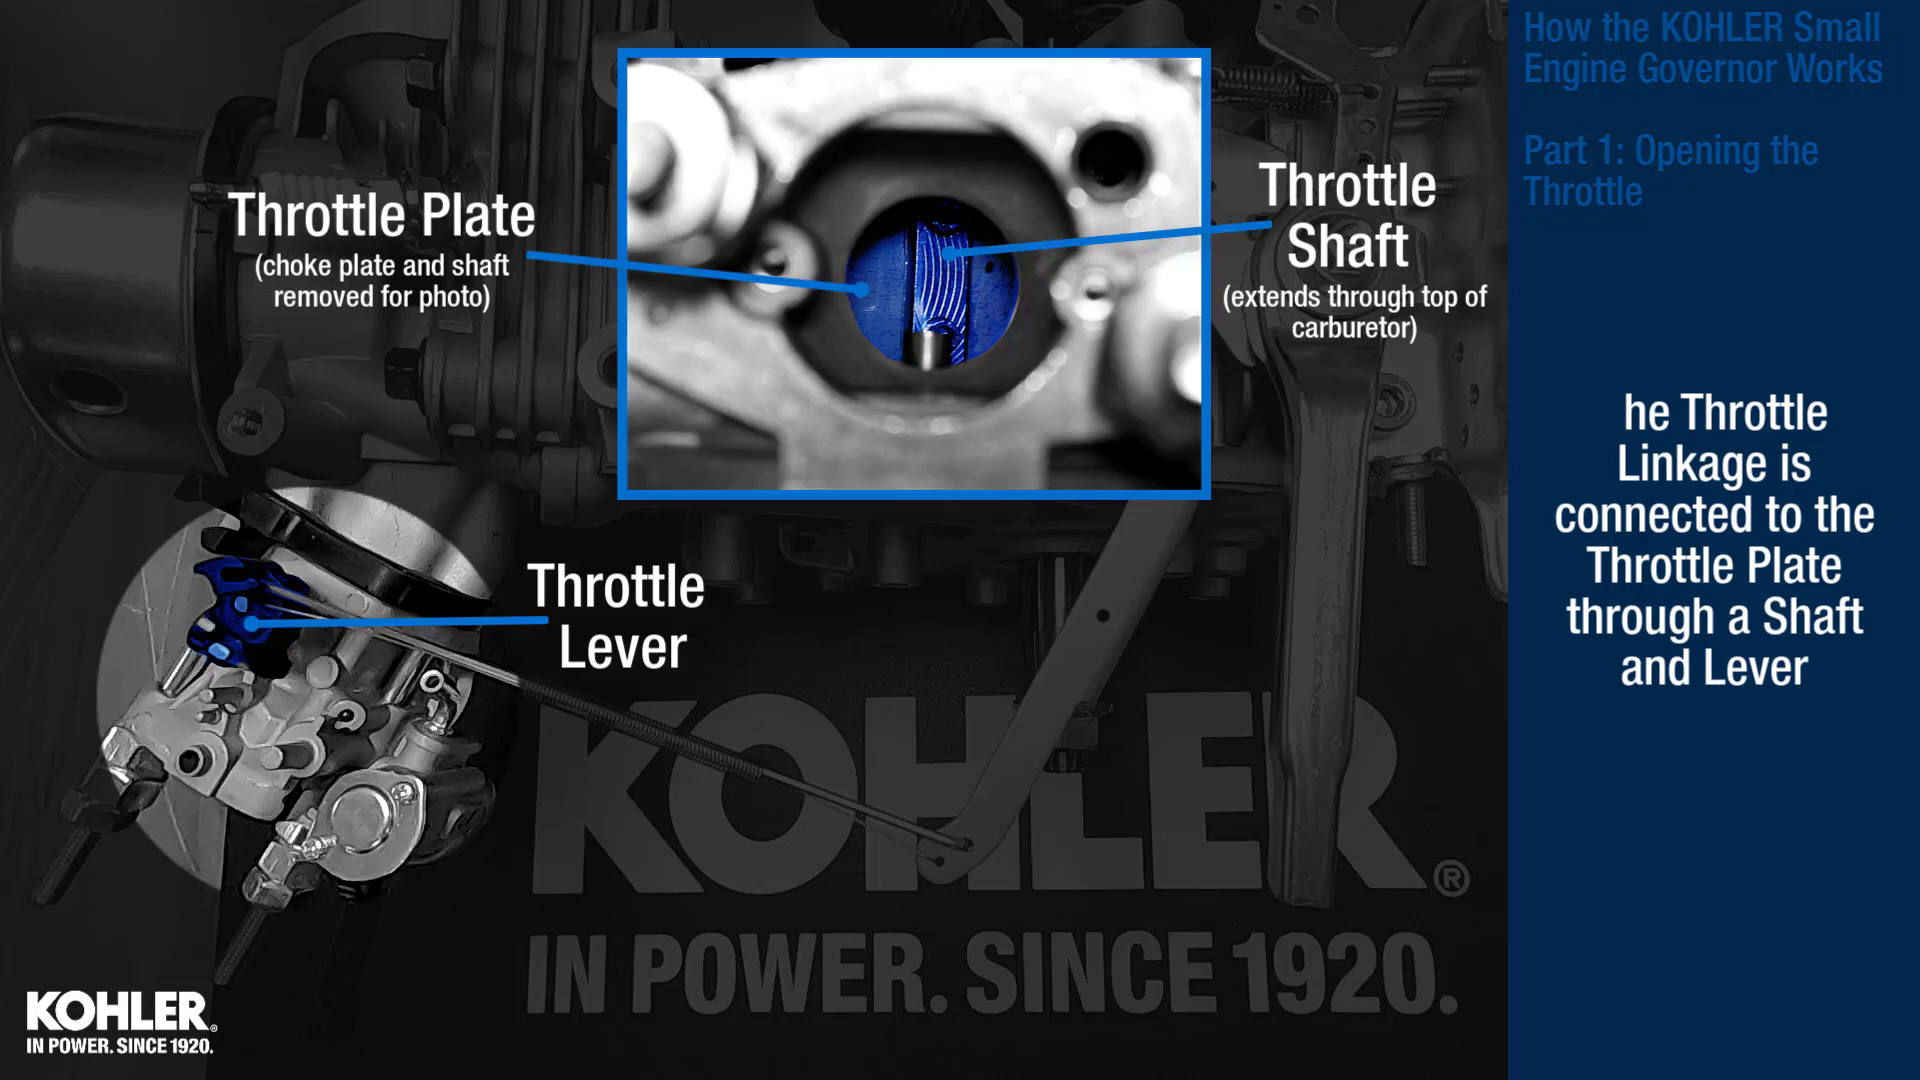 How the KOHLER Small
Engine Governor Works
Part 1: Opening the
Throttle
Throttle Plate
(choke plate and shaft
removed for photo)
Throttle
Shaft
(extends through top of
carburetor)
he Throttle
Linkage is
connected to the
Throttle Plate
through a Shaft
and Lever
Throttle
Lever
KOHLER®
IN POWER. SINCE 1920.
KOHLER®
IN POWER. SINCE 1920.